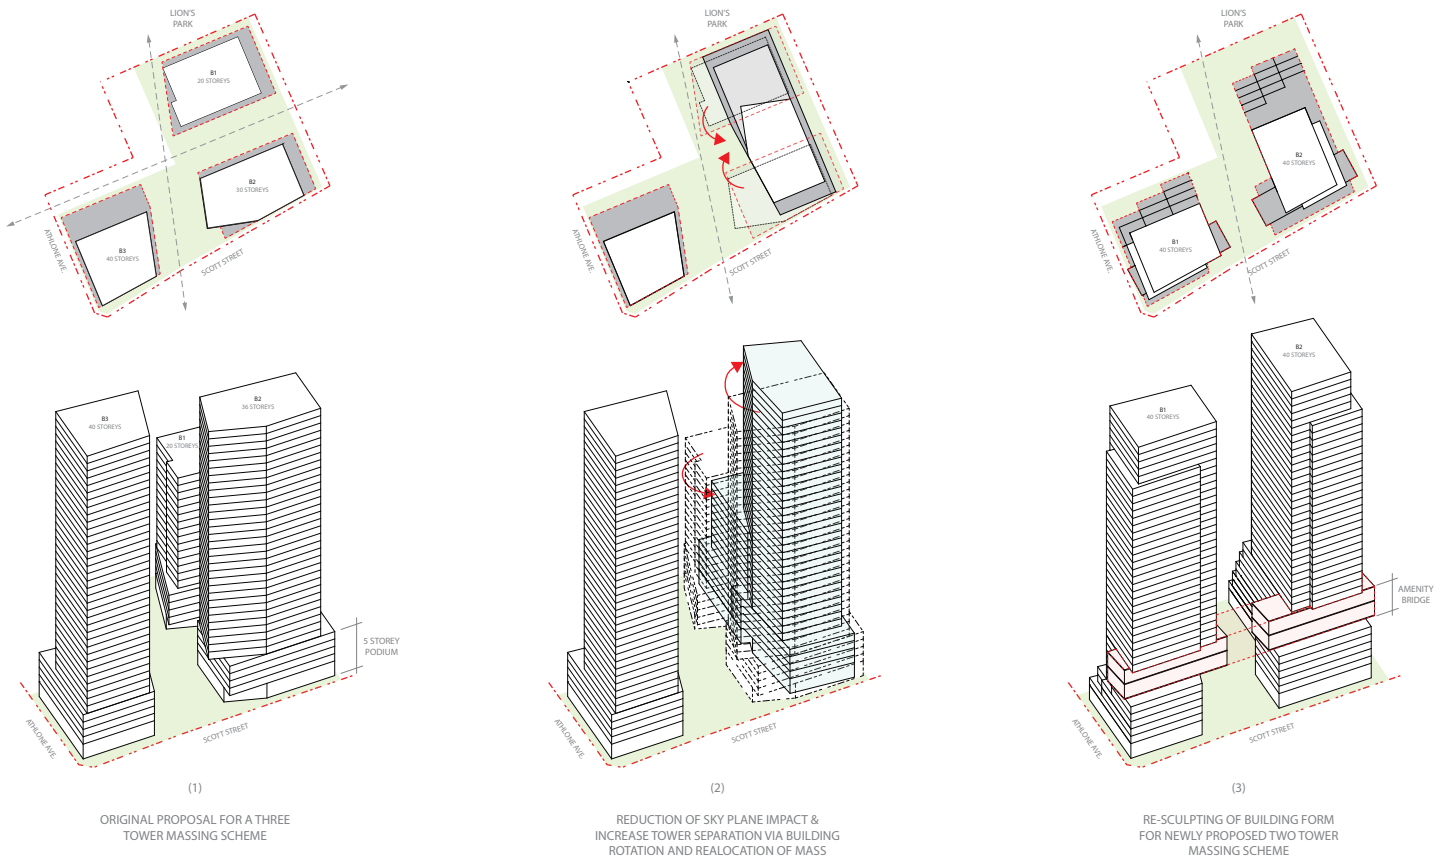 LION'S
PARK
B1
20 STOREYS
B2
30 STOREYS
B3
40 STOREYS
ATHLONE AVE.
SCOTT STREET
B3
40 STOREYS
B1
20 STOREYS
B2
36 STOREYS
5 STOREY
PODIUM
ATHLONE AVE.
SCOTT STREET
(1)
ORIGINAL PROPOSAL FOR A THREE
TOWER MASSING SCHEME
LION'S
PARK
ATHLONE AVE.
SCOTT STREET
ATHLONE AVE.
SCOTT STREET
(2)
REDUCTION OF SKY PLANE IMPACT &
INCREASE TOWER SEPARATION VIA BUILDING
ROTATION AND REALOCATION OF MASS
LION'S
PARK
B2
40 STOREYS
B1
40 STOREYS
ATHLONE AVE.
SCOTT STREET
B2
40 STOREYS
B1
40 STOREYS
AMENITY
BRIDGE
ATHLONE AVE.
SCOTT STREET
(3)
RE-SCULPTING OF BUILDING FORM
FOR NEWLY PROPOSED TWO TOWER
MASSING SCHEME